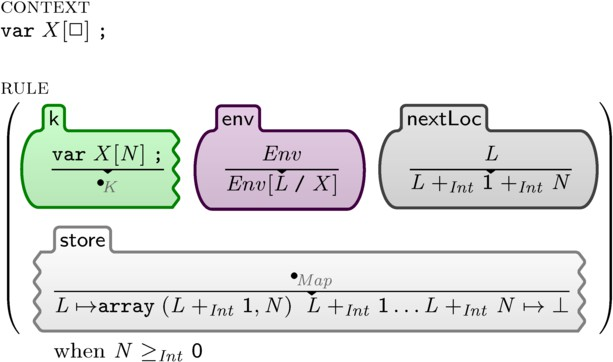 CONTEXT
var X[□] ;
RULE
k env nextLoc
var X[N] ; Env L
•K Env[L / X] L +Int 1 +Int N
store
•Map
L ↦array (L +Int 1, N) L +Int 1 … L +Int N ↦ ⊥
when N ≥Int 0